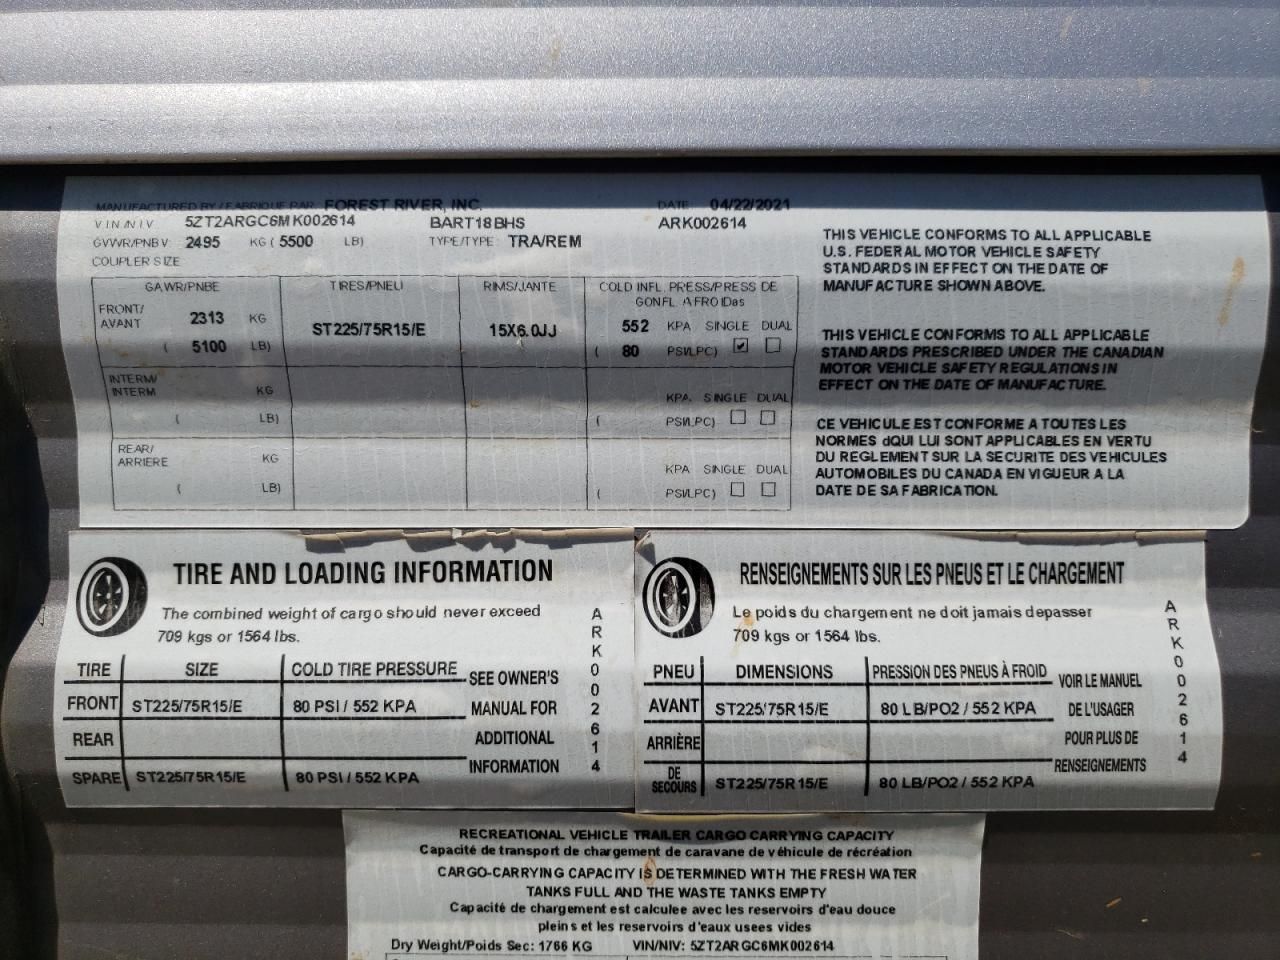 MANUFACTURED BY / FABRIQUE PAR: FOREST RIVER, INC. DATE: 04/22/2021
VIN/NIV 5ZT2ARGC6MK002614 BART18BHS ARK002614
GVWR/PNBV: 2495 KG ( 5500 LB) TYPE/TYPE: TRA/REM
COUPLER SIZE
GAWR/PNBE TIRES/PNEU RIMS/JANTE COLD INFL. PRESS/PRESS DE
GONFL. A FROIDas
FRONT/
AVANT 2313 KG ST225/75R15/E 15X6.0JJ 552 KPA SINGLE DUAL
( 5100 LB) ( 80 PSI/LPC) ✔
INTERM/
INTERM KG KPA SINGLE DUAL
( LB) ( PSI/LPC)
REAR/
ARRIERE KG KPA SINGLE DUAL
( LB) ( PSI/LPC)
THIS VEHICLE CONFORMS TO ALL APPLICABLE
U.S. FEDERAL MOTOR VEHICLE SAFETY
STANDARDS IN EFFECT ON THE DATE OF
MANUFACTURE SHOWN ABOVE.
THIS VEHICLE CONFORMS TO ALL APPLICABLE
STANDARDS PRESCRIBED UNDER THE CANADIAN
MOTOR VEHICLE SAFETY REGULATIONS IN
EFFECT ON THE DATE OF MANUFACTURE.
CE VEHICULE EST CONFORME A TOUTES LES
NORMES dQUI LUI SONT APPLICABLES EN VERTU
DU REGLEMENT SUR LA SECURITE DES VEHICULES
AUTOMOBILES DU CANADA EN VIGUEUR A LA
DATE DE SA FABRICATION.
TIRE AND LOADING INFORMATION
The combined weight of cargo should never exceed
709 kgs or 1564 lbs.
TIRE SIZE COLD TIRE PRESSURE
FRONT ST225/75R15/E 80 PSI / 552 KPA
REAR
SPARE ST225/75R15/E 80 PSI / 552 KPA
SEE OWNER'S
MANUAL FOR
ADDITIONAL
INFORMATION
ARK002614
RENSEIGNEMENTS SUR LES PNEUS ET LE CHARGEMENT
Le poids du chargement ne doit jamais depasser
709 kgs or 1564 lbs.
PNEU DIMENSIONS PRESSION DES PNEUS À FROID
AVANT ST225/75R15/E 80 LB/PO2 / 552 KPA
ARRIÈRE
DE
SECOURS ST225/75R15/E 80 LB/PO2 / 552 KPA
VOIR LE MANUEL
DE L'USAGER
POUR PLUS DE
RENSEIGNEMENTS
ARK002614
RECREATIONAL VEHICLE TRAILER CARGO CARRYING CAPACITY
Capacité de transport de chargement de caravane de véhicule de récréation
CARGO-CARRYING CAPACITY IS DETERMINED WITH THE FRESH WATER
TANKS FULL AND THE WASTE TANKS EMPTY
Capacité de chargement est calculee avec les reservoirs d'eau douce
pleins et les reservoirs d'eaux usees vides
Dry Weight/Poids Sec: 1766 KG VIN/NIV: 5ZT2ARGC6MK002614